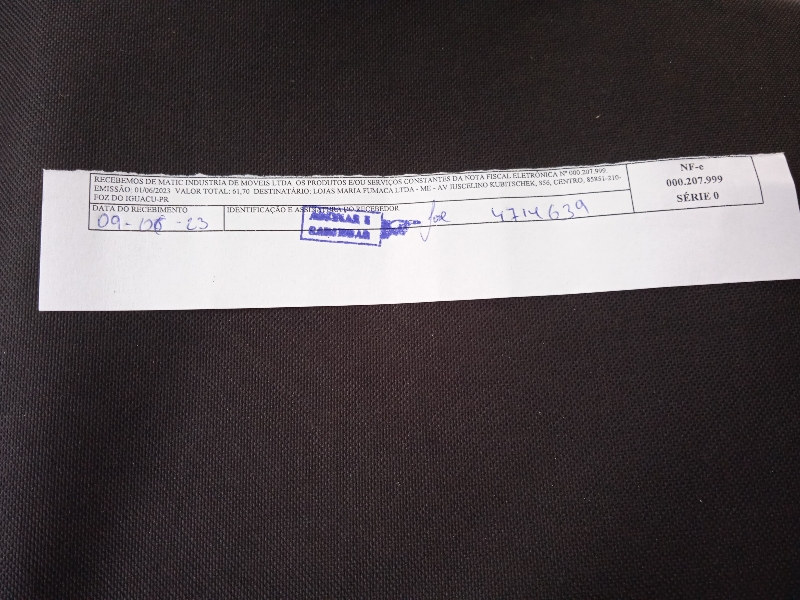 RECEBEMOS DE MATIC INDUSTRIA DE MOVEIS LTDA OS PRODUTOS E/OU SERVIÇOS CONSTANTES DA NOTA FISCAL ELETRÔNICA Nº 000.207.999
EMISSÃO: 01/06/2023 VALOR TOTAL: 61,70 DESTINATÁRIO: LOJAS MARIA FUMACA LTDA - ME - AV JUSCELINO KUBITSCHEK, 856, CENTRO, 85851-210-
FOZ DO IGUACU-PR
NF-e
000.207.999
SÉRIE 0
DATA DO RECEBIMENTO
09-06-23
IDENTIFICAÇÃO E ASSINATURA DO RECEBEDOR
4714639